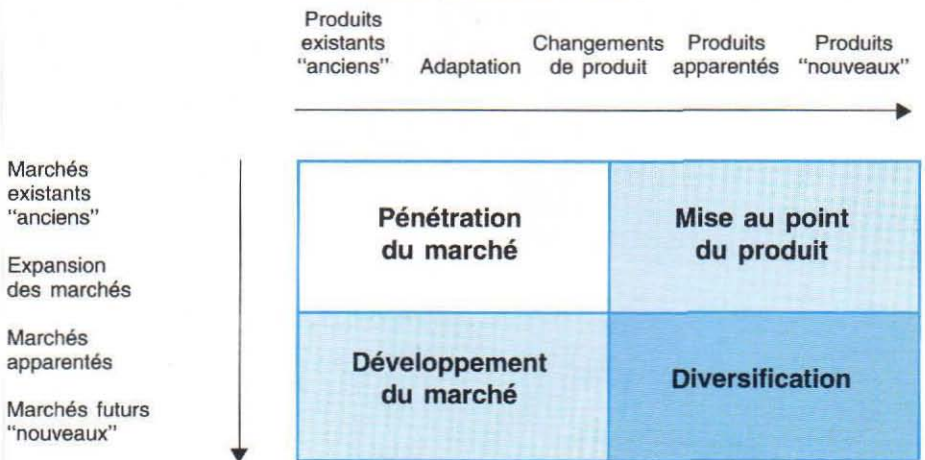 Produits
existants
"anciens"
Adaptation
Changements
de produit
Produits
apparentés
Produits
"nouveaux"
Marchés
existants
"anciens"
Expansion
des marchés
Marchés
apparentés
Marchés futurs
"nouveaux"
Pénétration
du marché
Mise au point
du produit
Développement
du marché
Diversification